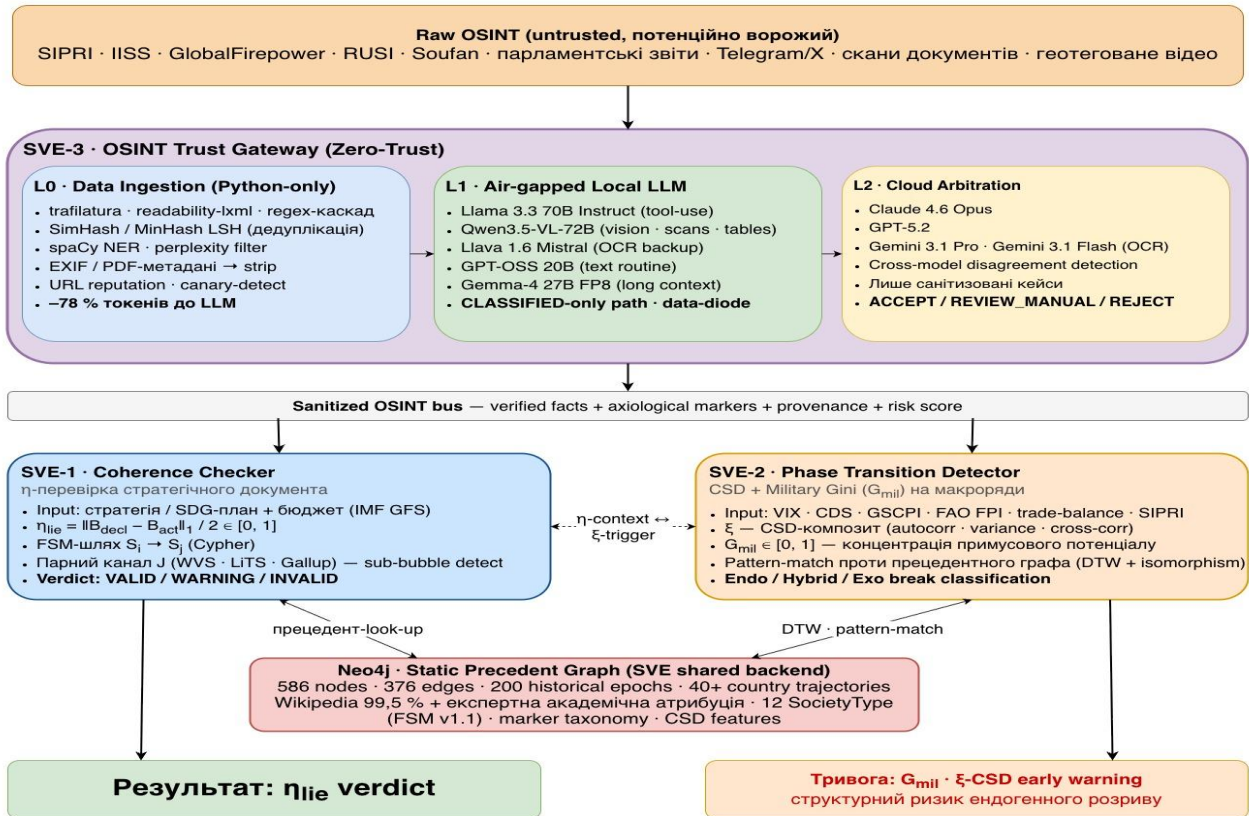 Raw OSINT (untrusted, потенційно ворожий)
SIPRI · IISS · GlobalFirepower · RUSI · Soufan · парламентські звіти · Telegram/X · скани документів · геотеговане відео
SVE-3 · OSINT Trust Gateway (Zero-Trust)
L0 · Data Ingestion (Python-only)
• trafilatura · readability-lxml · regex-каскад
• SimHash / MinHash LSH (дедуплікація)
• spaCy NER · perplexity filter
• EXIF / PDF-метадані → strip
• URL reputation · canary-detect
• –78 % токенів до LLM
L1 · Air-gapped Local LLM
• Llama 3.3 70B Instruct (tool-use)
• Qwen3.5-VL-72B (vision · scans · tables)
• Llava 1.6 Mistral (OCR backup)
• GPT-OSS 20B (text routine)
• Gemma-4 27B FP8 (long context)
• CLASSIFIED-only path · data-diode
L2 · Cloud Arbitration
• Claude 4.6 Opus
• GPT-5.2
• Gemini 3.1 Pro · Gemini 3.1 Flash (OCR)
• Cross-model disagreement detection
• Лише санітизовані кейси
• ACCEPT / REVIEW_MANUAL / REJECT
Sanitized OSINT bus — verified facts + axiological markers + provenance + risk score
SVE-1 · Coherence Checker
η-перевірка стратегічного документа
• Input: стратегія / SDG-план + бюджет (IMF GFS)
• η_lie = ‖B_decl – B_act‖₁ / 2 ∈ [0, 1]
• FSM-шлях S_i → S_j (Cypher)
• Парний канал J (WVS · LiTS · Gallup) — sub-bubble detect
• Verdict: VALID / WARNING / INVALID
η-context ↔
ξ-trigger
SVE-2 · Phase Transition Detector
CSD + Military Gini (G_mil) на макроряди
• Input: VIX · CDS · GSCPI · FAO FPI · trade-balance · SIPRI
• ξ — CSD-композит (autocorr · variance · cross-corr)
• G_mil ∈ [0, 1] — концентрація примусового потенціалу
• Pattern-match проти прецедентного графа (DTW + isomorphism)
• Endo / Hybrid / Exo break classification
прецедент-look-up
DTW · pattern-match
Neo4j · Static Precedent Graph (SVE shared backend)
586 nodes · 376 edges · 200 historical epochs · 40+ country trajectories
Wikipedia 99,5 % + експертна академічна атрибуція · 12 SocietyType
(FSM v1.1) · marker taxonomy · CSD features
Результат: η_lie verdict
Тривога: G_mil · ξ-CSD early warning
структурний ризик ендогенного розриву